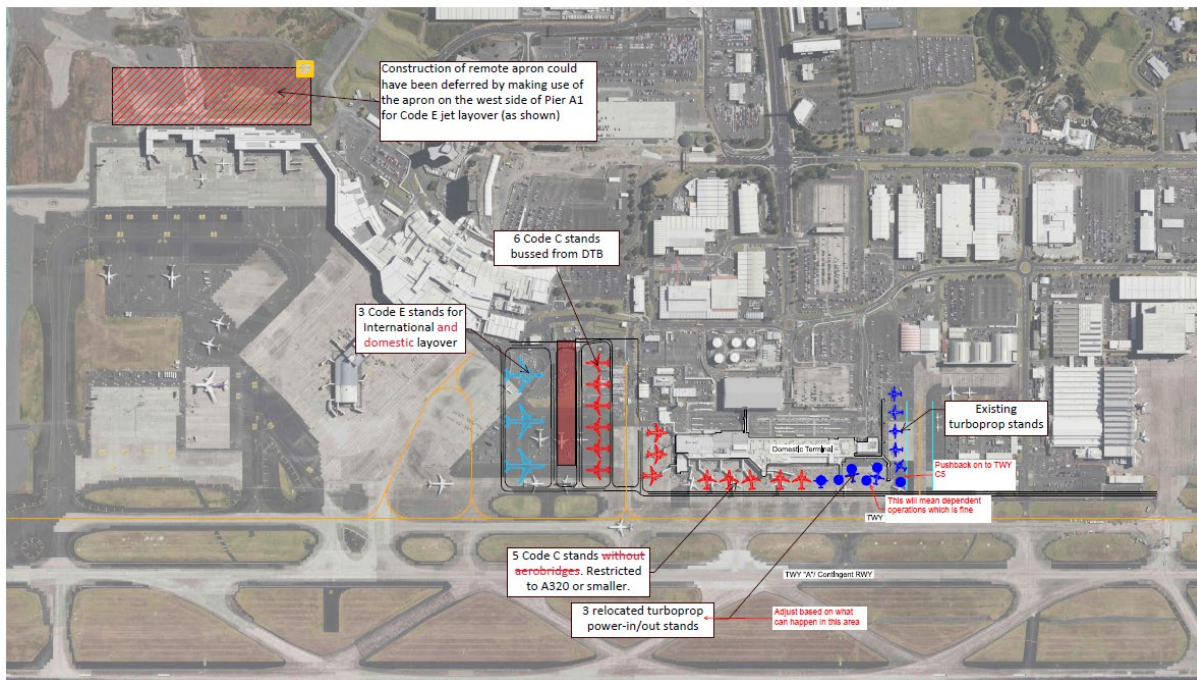 Construction of remote apron could
have been deferred by making use of
the apron on the west side of Pier A1
for Code E jet layover (as shown)
6 Code C stands
bussed from DTB
3 Code E stands for
International and
domestic layover
Existing
turboprop stands
Domestic Terminal
Pushback on to TWY
C5
This will mean dependent
operations which is fine
TWY
5 Code C stands without
aerobridges. Restricted
to A320 or smaller.
TWY "A"/ Contingent RWY
3 relocated turboprop
power-in/out stands
Adjust based on what
can happen in this area